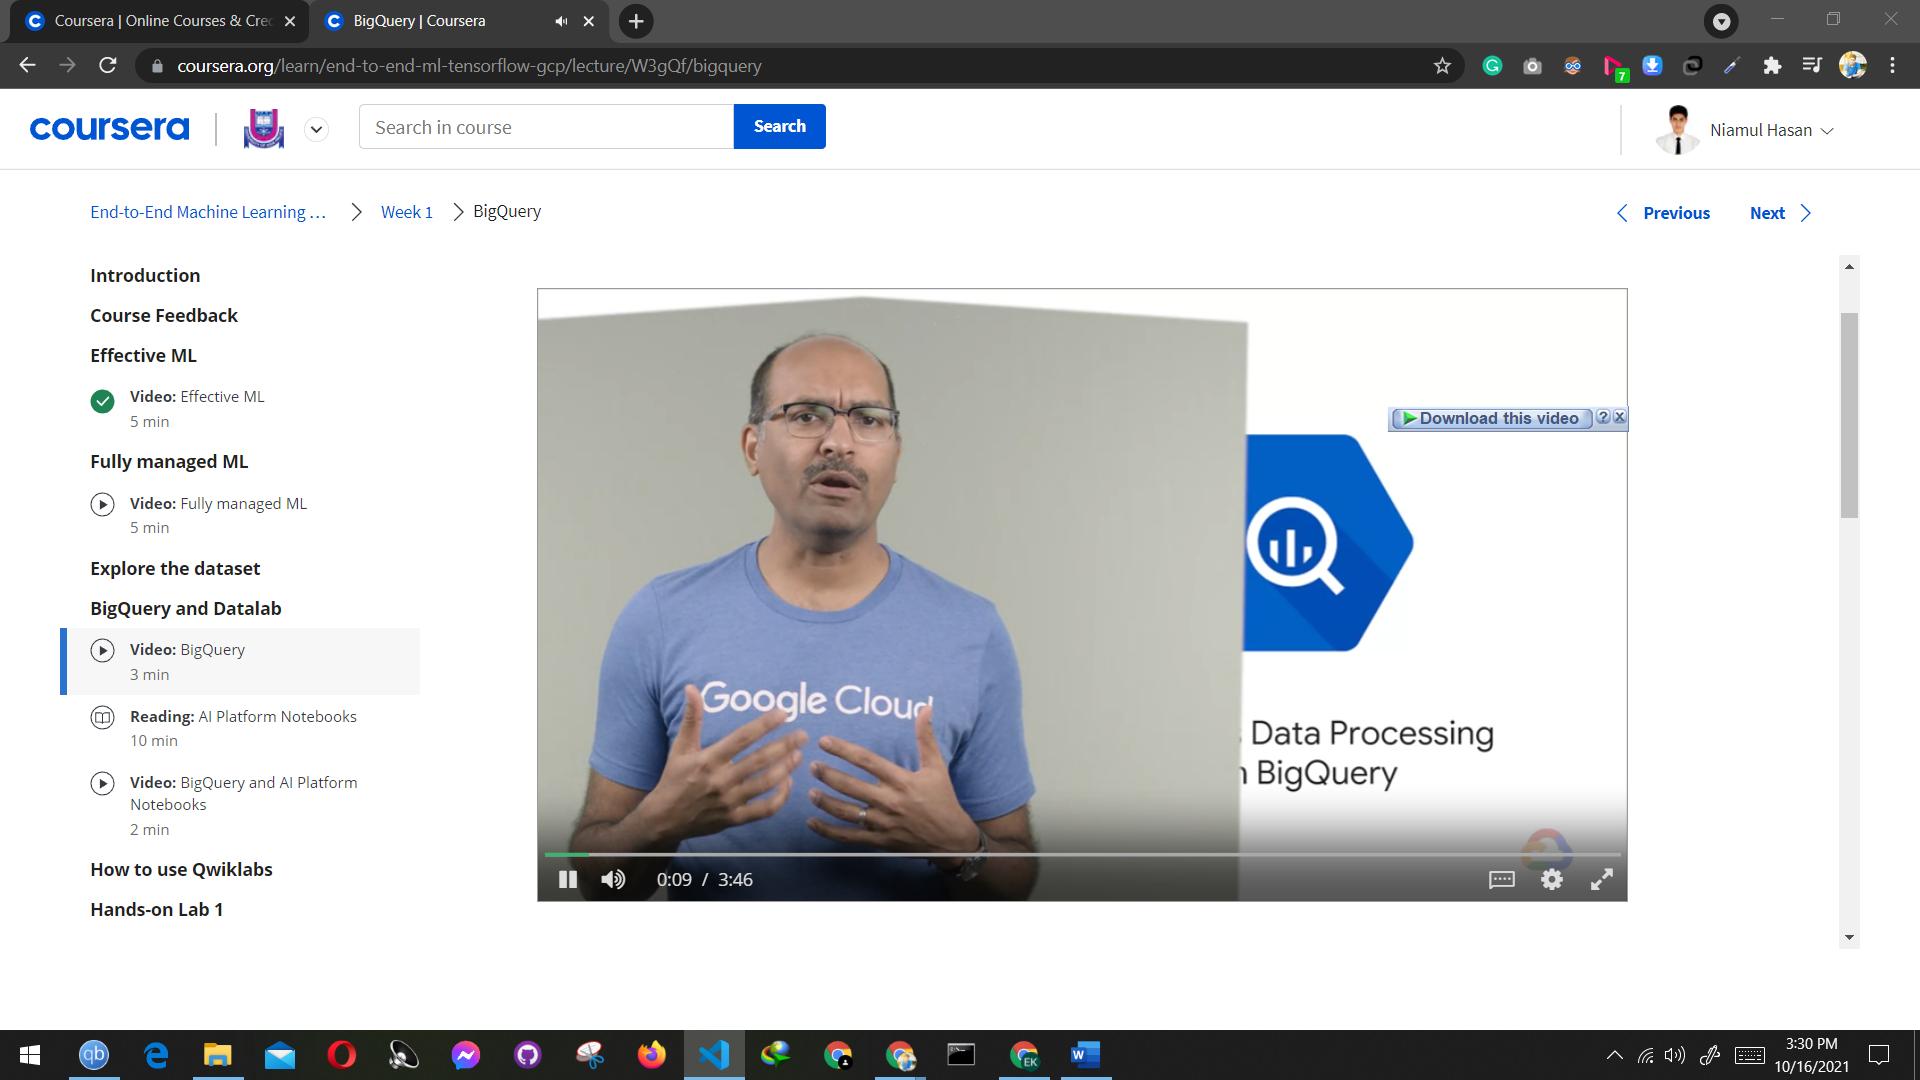 Coursera | Online Courses & Cre
BigQuery | Coursera
coursera.org/learn/end-to-end-ml-tensorflow-gcp/lecture/W3gQf/bigquery
7
coursera
Search in course
Search
Niamul Hasan
End-to-End Machine Learning ...
Week 1
BigQuery
Previous
Next
Introduction
Course Feedback
Effective ML
Video: Effective ML
5 min
Fully managed ML
Video: Fully managed ML
5 min
Explore the dataset
BigQuery and Datalab
Video: BigQuery
3 min
Reading: AI Platform Notebooks
10 min
Video: BigQuery and AI Platform
Notebooks
2 min
How to use Qwiklabs
Hands-on Lab 1
Download this video
Google Cloud
Data Processing
BigQuery
0:09 / 3:46
qb
EK
W
3:30 PM
10/16/2021